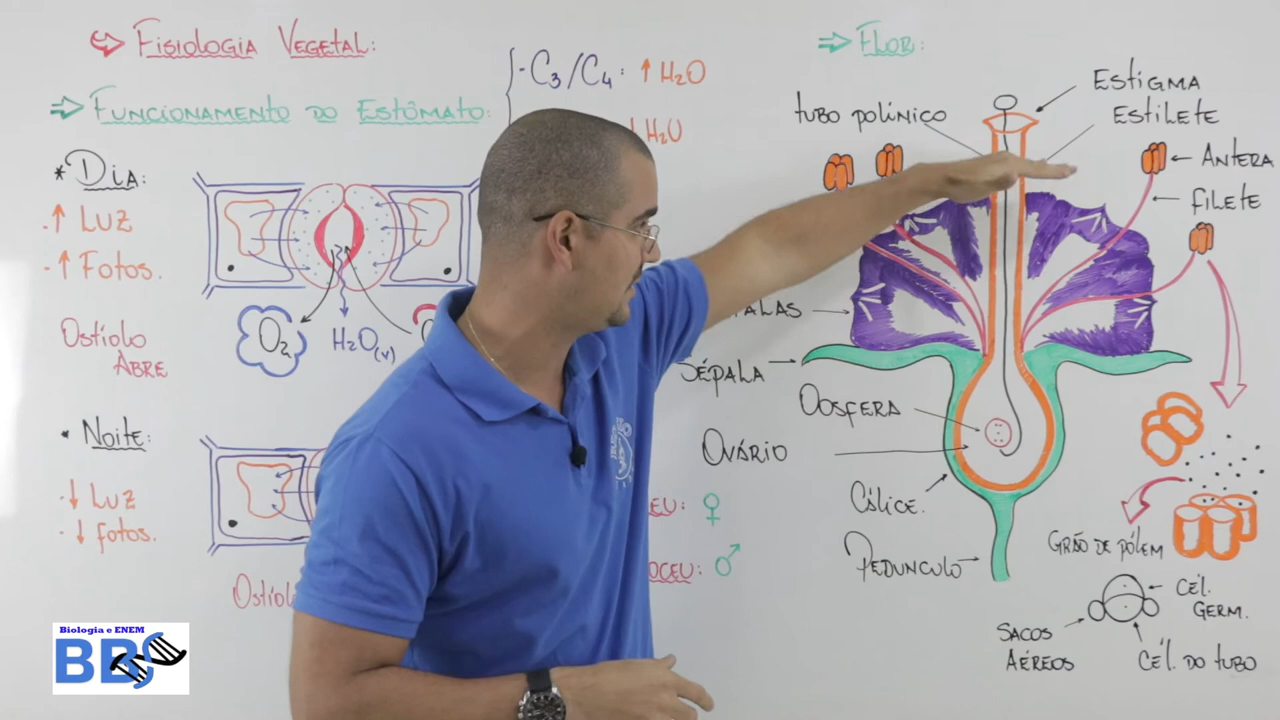 Fisiologia Vegetal:
Funcionamento do Estômato:
* Dia:
↑ Luz
↑ Fotos.
Ostíolo
Abre
O₂
H₂O(v)
• Noite:
↓ Luz
↓ Fotos.
- C₃/C₄: ↑ H₂O
↓ H₂O
Flor:
Estigma
Estilete
tubo polínico
Antera
Filete
Sépala
Oosfera
Ovário
Cálice.
Pedunculo
Grão de Pólem
Cél.
Germ.
Sacos
Aéreos
Cél. do tubo
Biologia e ENEM
BBS